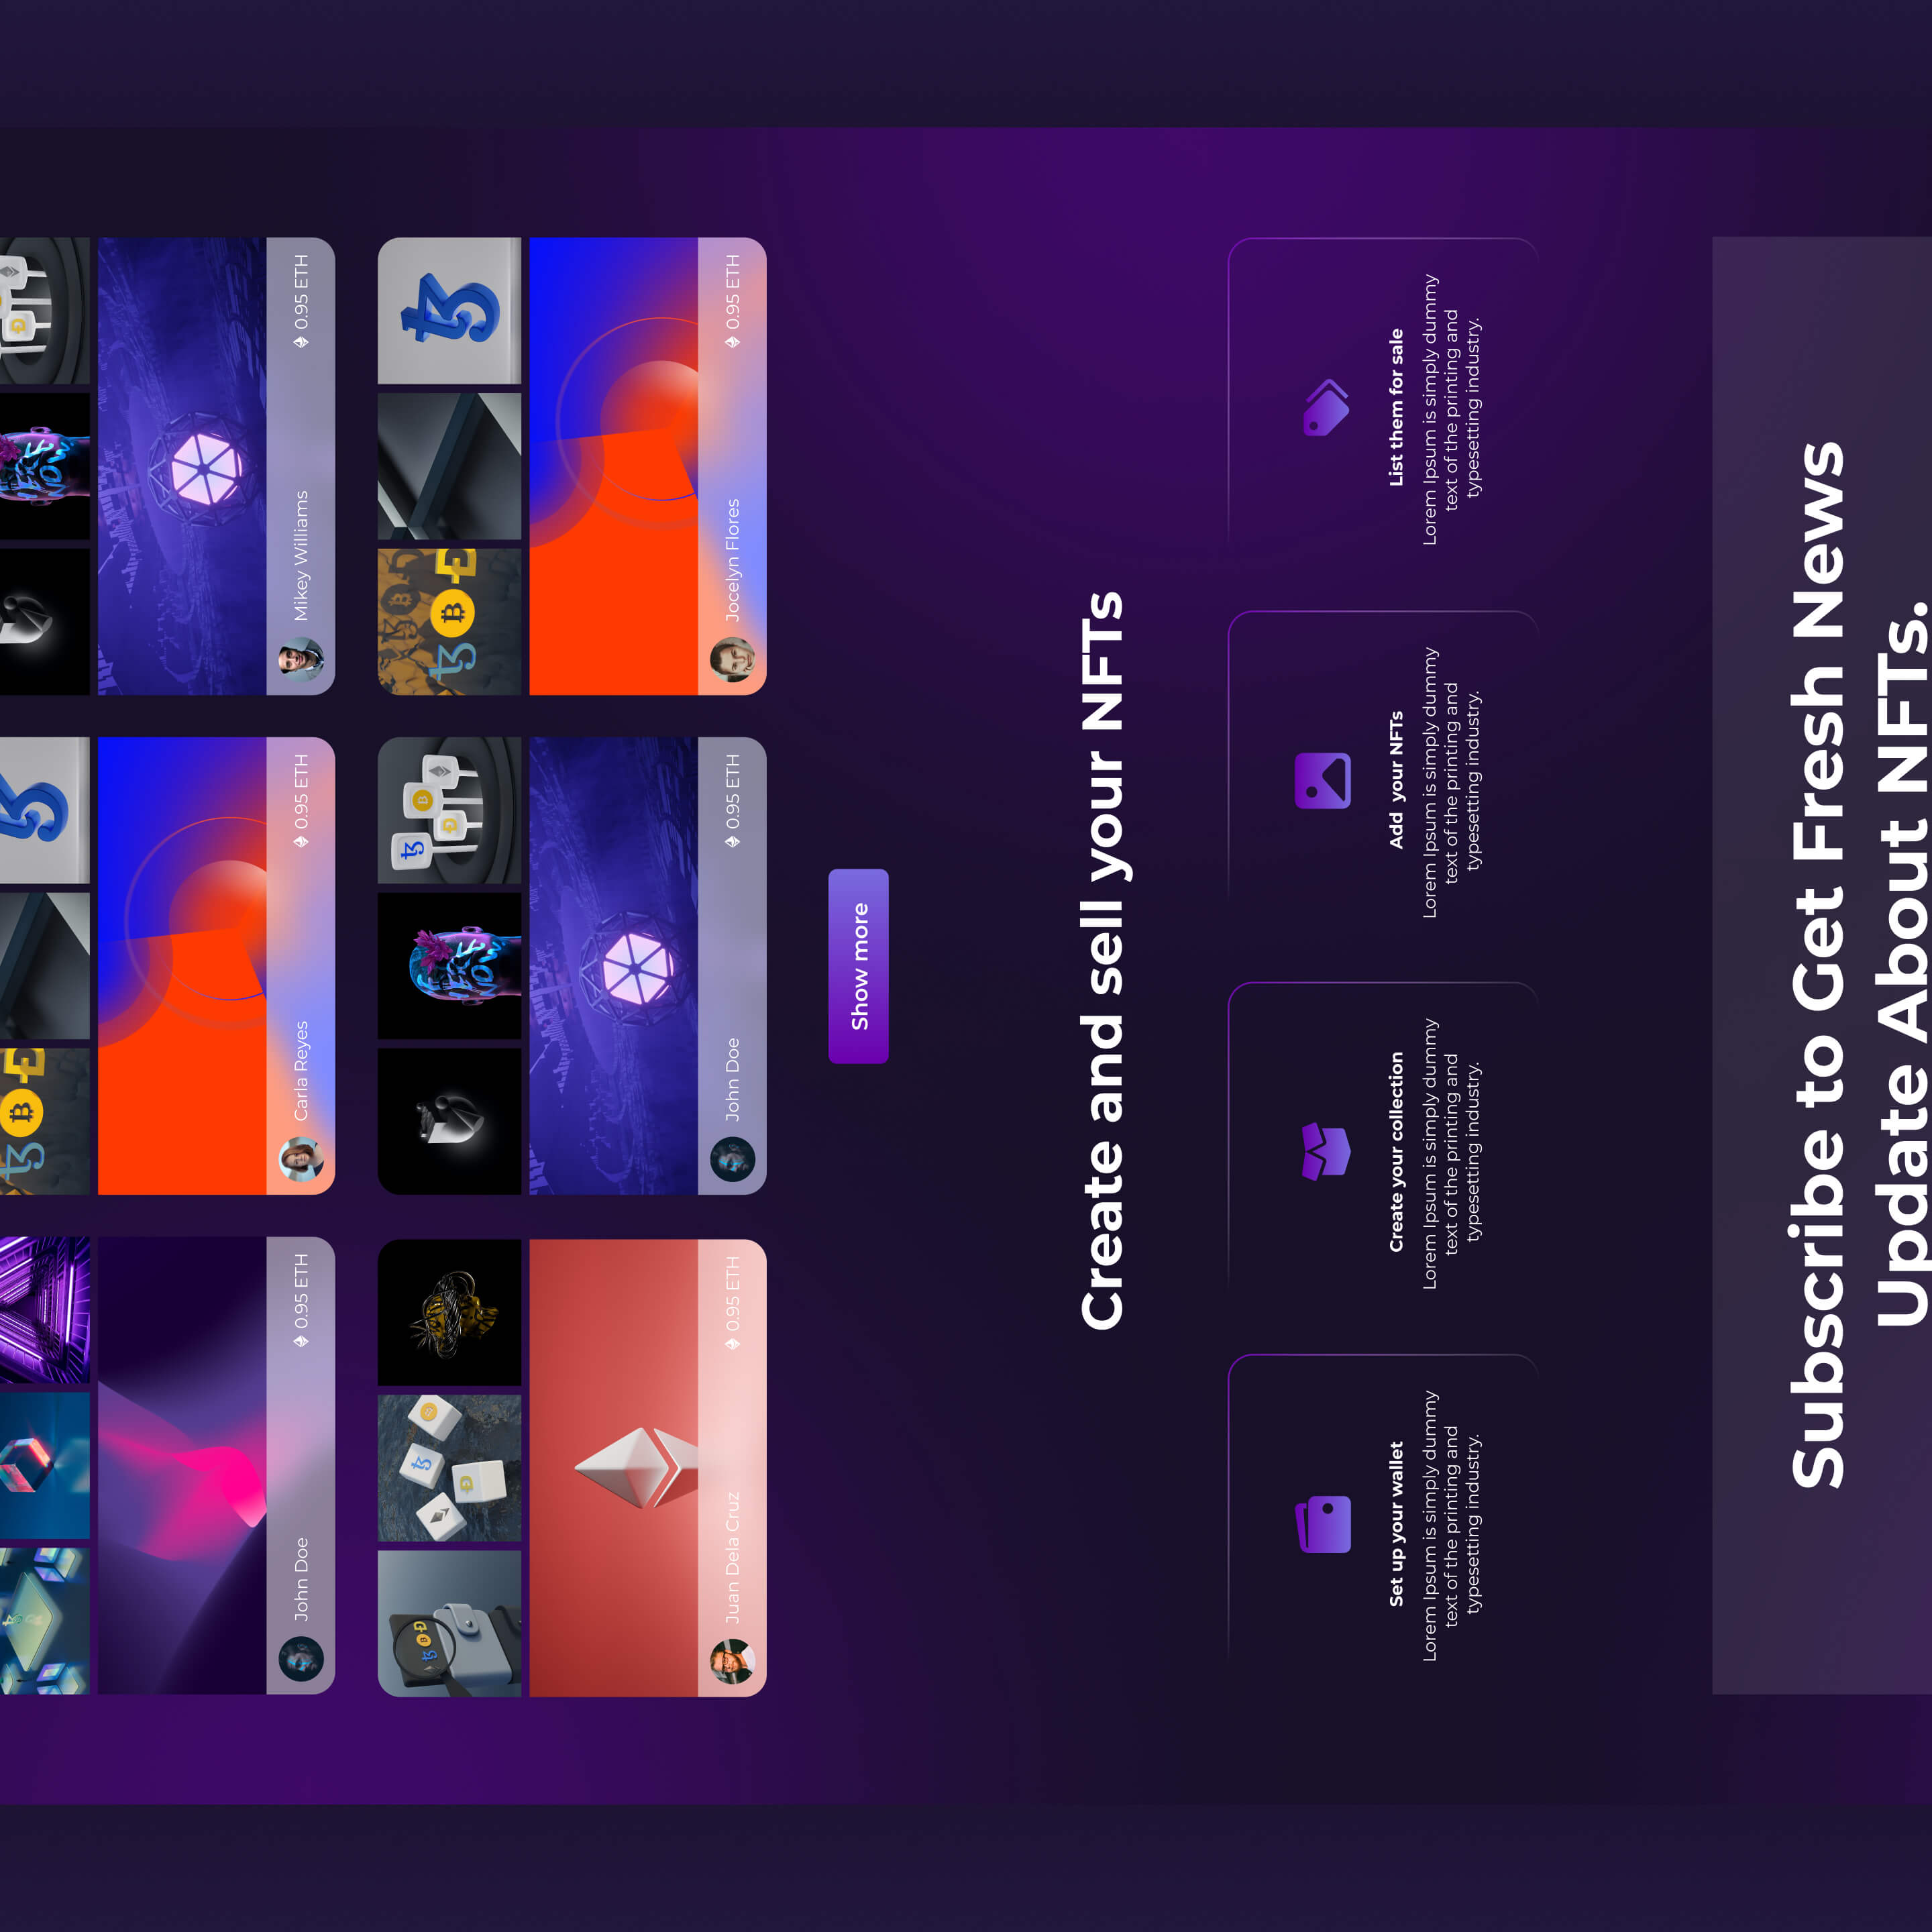 John Doe
0.95 ETH
Carla Reyes
0.95 ETH
Mikey Williams
0.95 ETH
Juan Dela Cruz
0.95 ETH
John Doe
0.95 ETH
Jocelyn Flores
0.95 ETH
Show more
Create and sell your NFTs
Set up your wallet
Lorem Ipsum is simply dummy
text of the printing and
typesetting industry.
Create your collection
Lorem Ipsum is simply dummy
text of the printing and
typesetting industry.
Add your NFTs
Lorem Ipsum is simply dummy
text of the printing and
typesetting industry.
List them for sale
Lorem Ipsum is simply dummy
text of the printing and
typesetting industry.
Subscribe to Get Fresh News
Update About NFTs.